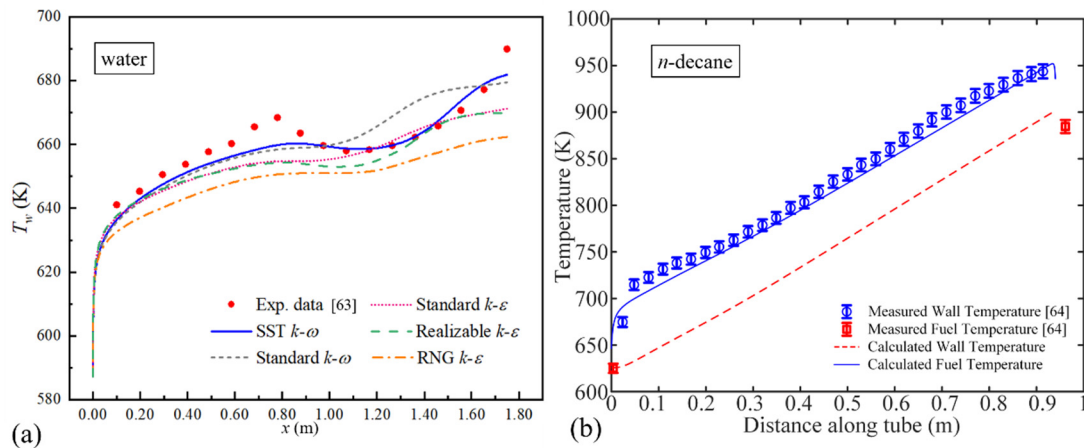 700
680
660
640
620
600
580
T_w (K)
water
Exp. data [63]
SST k-ω
Standard k-ω
Standard k-ε
Realizable k-ε
RNG k-ε
0.00 0.20 0.40 0.60 0.80 1.00 1.20 1.40 1.60 1.80
x (m)
(a)
1000
950
900
850
800
750
700
650
600
Temperature (K)
n-decane
Measured Wall Temperature [64]
Measured Fuel Temperature [64]
Calculated Wall Temperature
Calculated Fuel Temperature
0 0.1 0.2 0.3 0.4 0.5 0.6 0.7 0.8 0.9 1
Distance along tube (m)
(b)